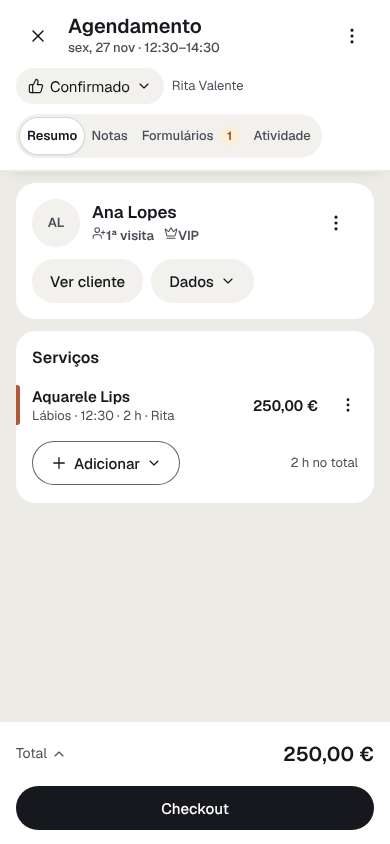 Agendamento
sex, 27 nov · 12:30–14:30
Confirmado
Rita Valente
Resumo
Notas
Formulários 1
Atividade
AL
Ana Lopes
1ª visita
VIP
Ver cliente
Dados
Serviços
Aquarele Lips
Lábios · 12:30 · 2 h · Rita
250,00 €
Adicionar
2 h no total
Total
250,00 €
Checkout